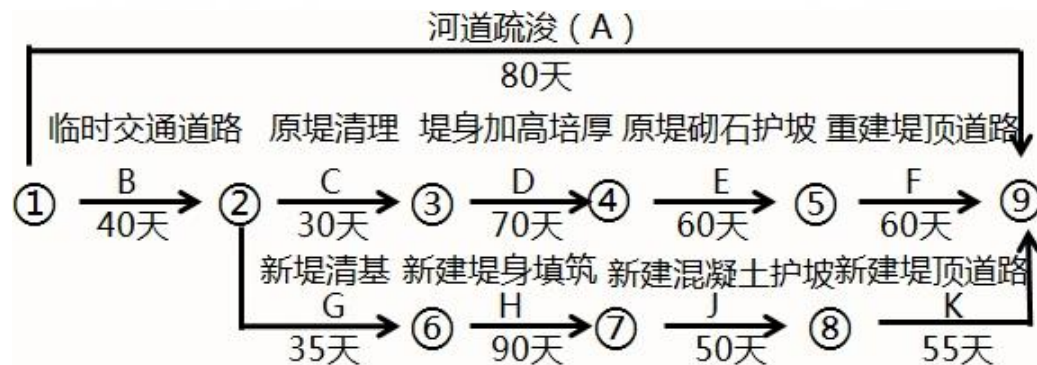 河道疏浚（A）
80天
临时交通道路 原堤清理 堤身加高培厚 原堤砌石护坡 重建堤顶道路
① B ② C ③ D ④ E ⑤ F ⑨
40天 30天 70天 60天 60天
新堤清基 新建堤身填筑 新建混凝土护坡 新建堤顶道路
G ⑥ H ⑦ J ⑧ K
35天 90天 50天 55天